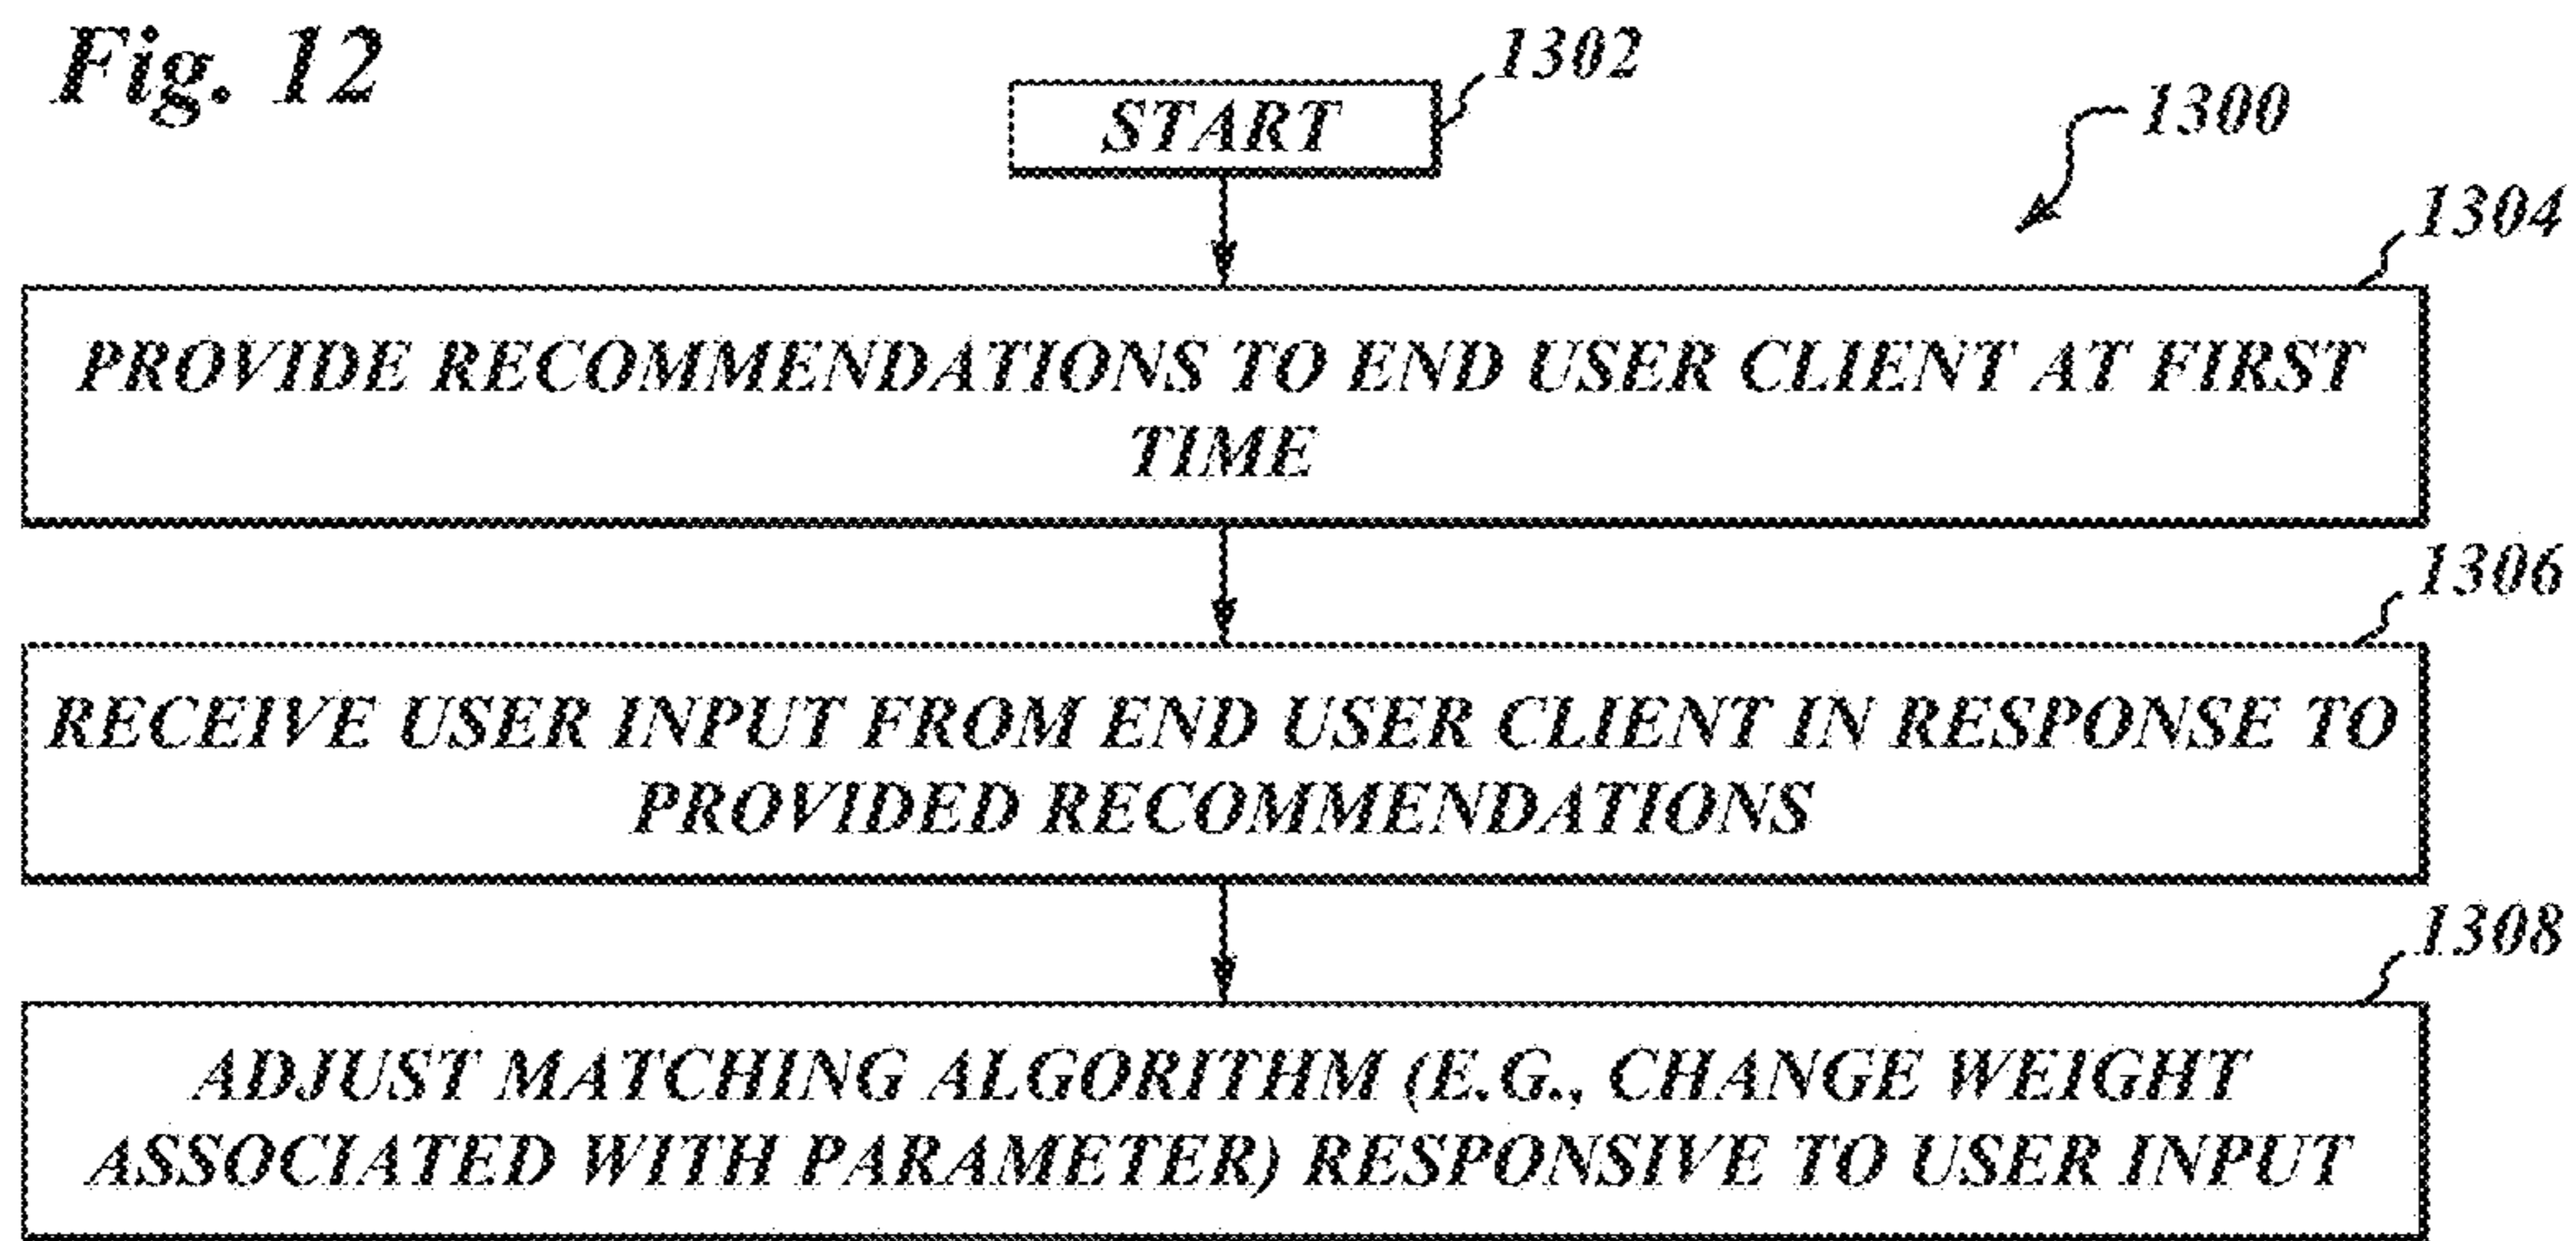 Fig. 12
1302
START
1300
1304
PROVIDE RECOMMENDATIONS TO END USER CLIENT AT FIRST
TIME
1306
RECEIVE USER INPUT FROM END USER CLIENT IN RESPONSE TO
PROVIDED RECOMMENDATIONS
1308
ADJUST MATCHING ALGORITHM (E.G., CHANGE WEIGHT
ASSOCIATED WITH PARAMETER) RESPONSIVE TO USER INPUT